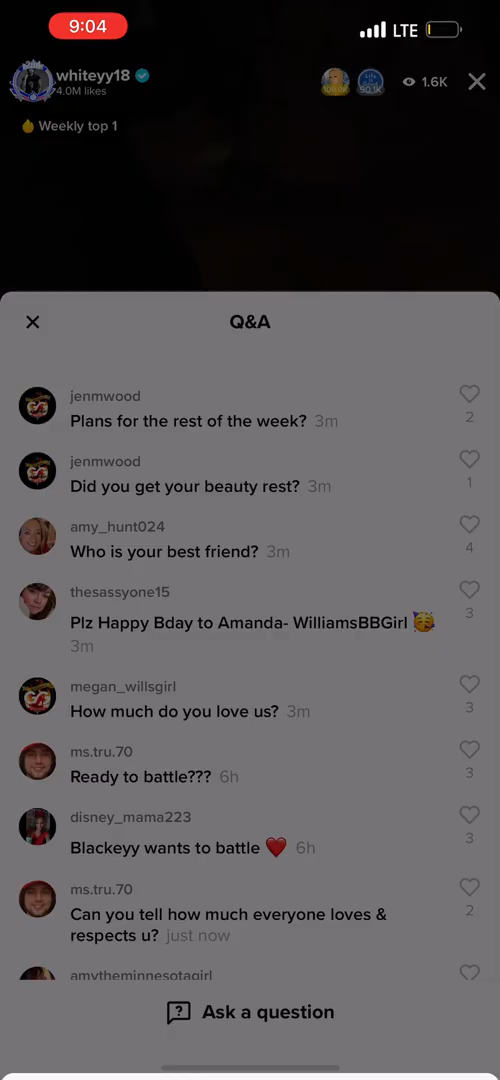 9:04
LTE
whiteyy18
4.0M likes
1.6K
Weekly top 1
Q&A
jenmwood
Plans for the rest of the week? 3m
2
jenmwood
Did you get your beauty rest? 3m
1
amy_hunt024
Who is your best friend? 3m
4
thesassyone15
Plz Happy Bday to Amanda- WilliamsBBGirl 🥳
3m
3
megan_willsgirl
How much do you love us? 3m
3
ms.tru.70
Ready to battle??? 6h
3
disney_mama223
Blackeyy wants to battle ❤️ 6h
3
ms.tru.70
Can you tell how much everyone loves &
respects u? just now
2
amytheminnesotagirl
Ask a question